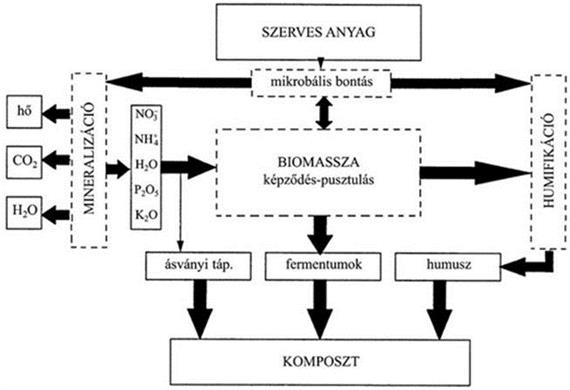 SZERVES ANYAG
mikrobális bontás
hő
CO₂
H₂O
MINERALIZÁCIÓ
NO₃⁻
NH₄⁺
H₂O
P₂O₅
K₂O
BIOMASSZA
képződés-pusztulás
HUMIFIKÁCIÓ
ásványi táp.
fermentumok
humusz
KOMPOSZT